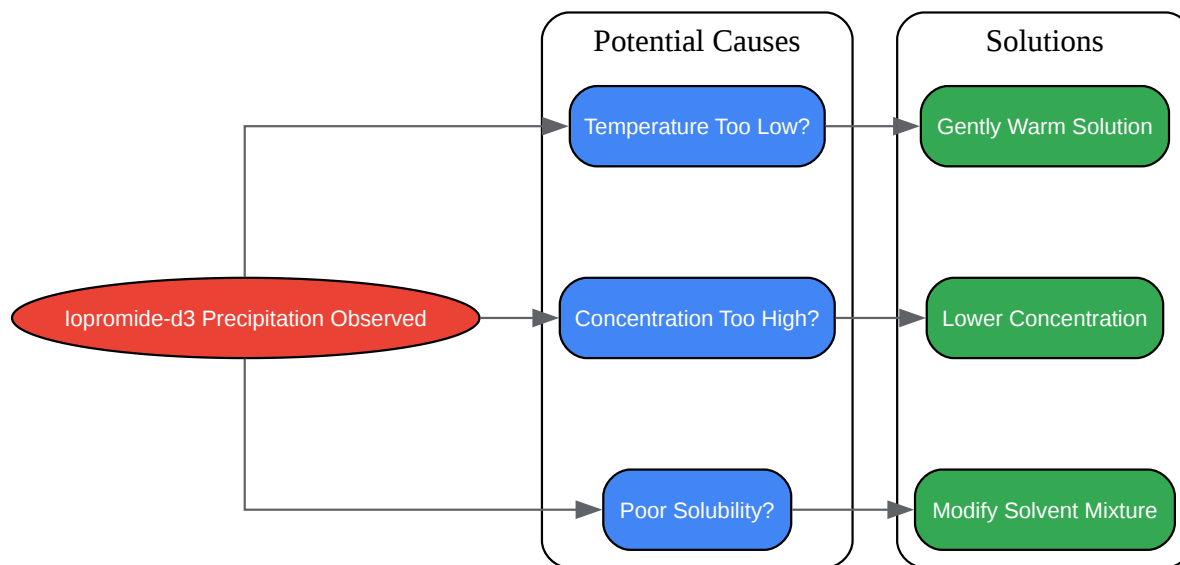 Potential Causes
Solutions
Temperature Too Low?
Gently Warm Solution
Iopromide-d3 Precipitation Observed
Concentration Too High?
Lower Concentration
Poor Solubility?
Modify Solvent Mixture